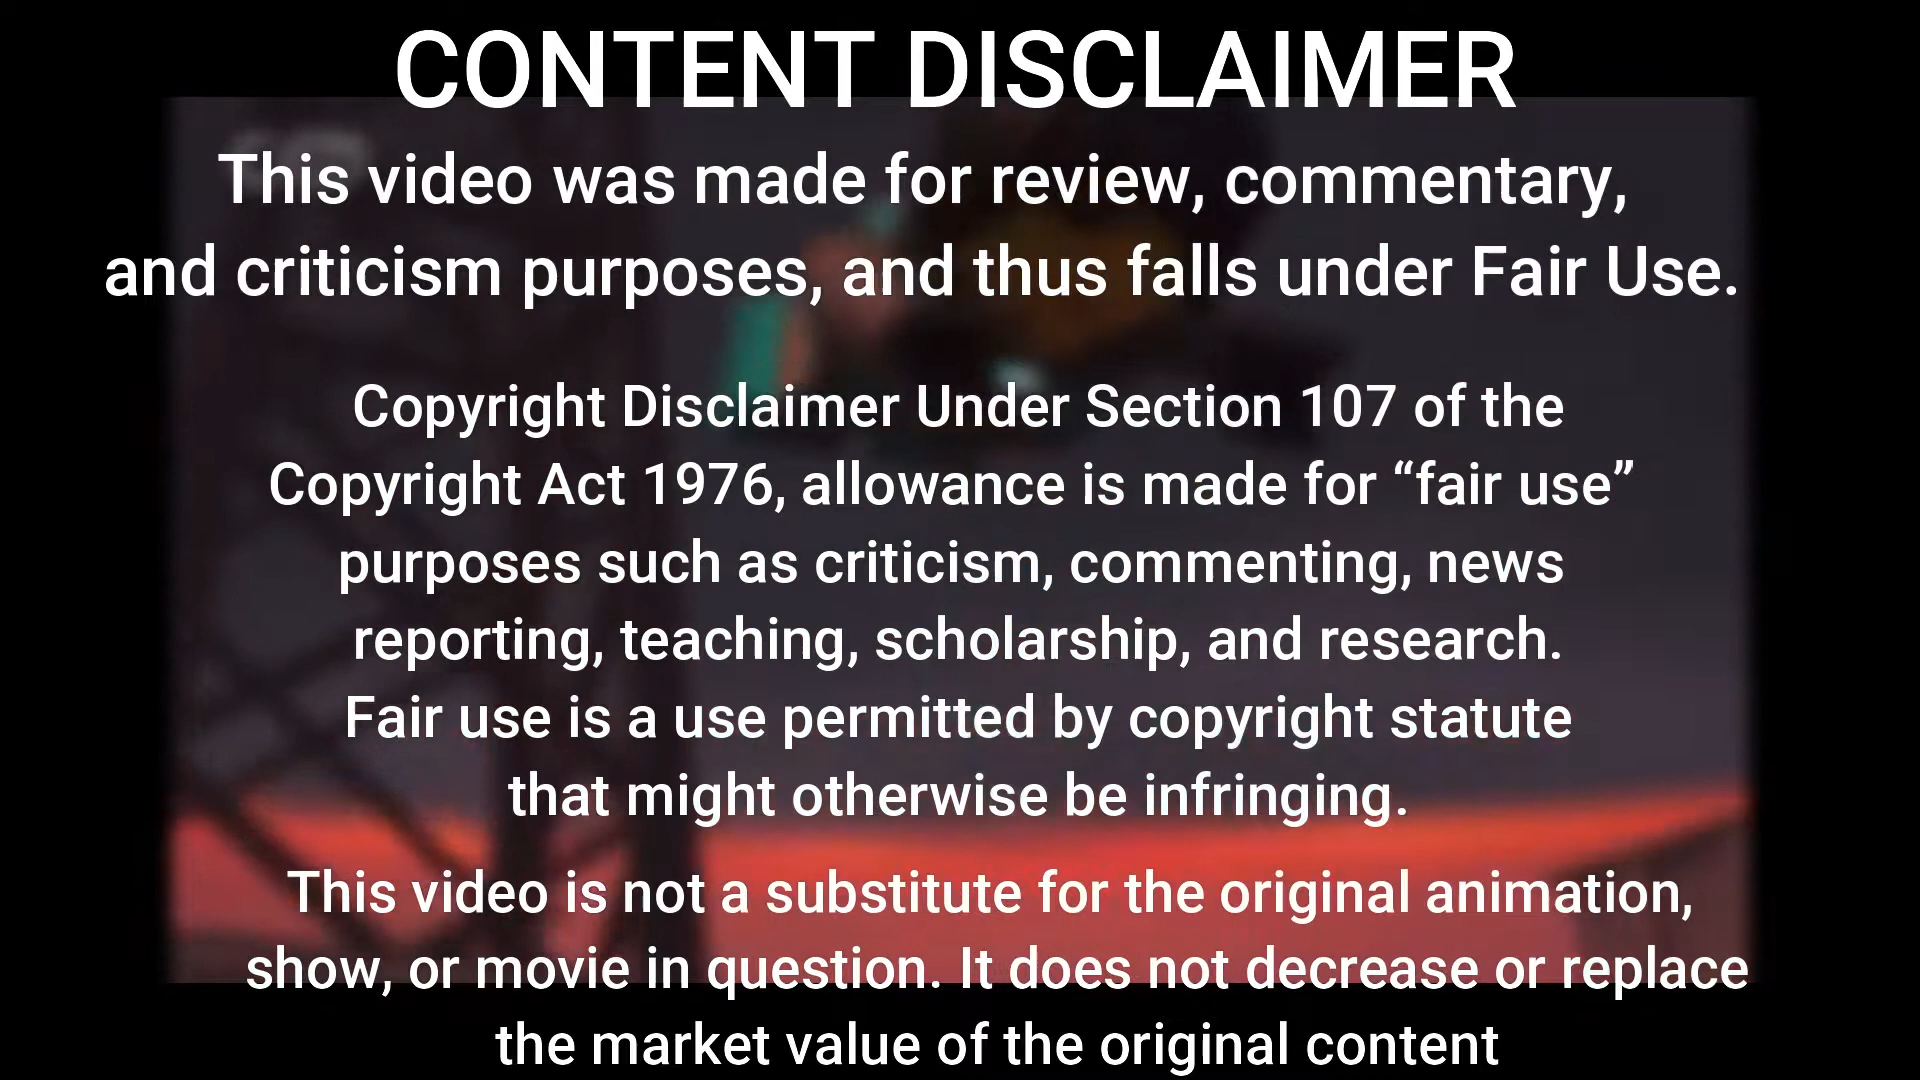 CONTENT DISCLAIMER
This video was made for review, commentary,
and criticism purposes, and thus falls under Fair Use.
Copyright Disclaimer Under Section 107 of the
Copyright Act 1976, allowance is made for “fair use”
purposes such as criticism, commenting, news
reporting, teaching, scholarship, and research.
Fair use is a use permitted by copyright statute
that might otherwise be infringing.
This video is not a substitute for the original animation,
show, or movie in question. It does not decrease or replace
the market value of the original content